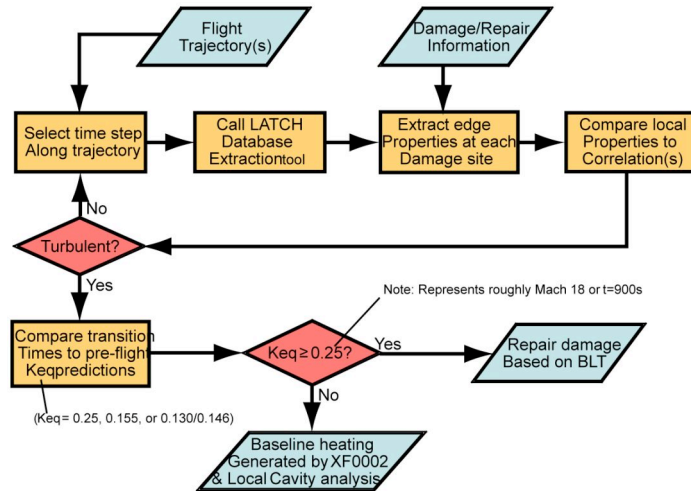 Flight
Trajectory(s)
Damage/Repair
Information
Select time step
Along trajectory
Call LATCH
Database
Extractiontool
Extract edge
Properties at each
Damage site
Compare local
Properties to
Correlation(s)
No
Turbulent?
Yes
Note: Represents roughly Mach 18 or t=900s
Compare transition
Times to pre-flight
Keqpredictions
Keq ≥ 0.25?
Yes
Repair damage
Based on BLT
(Keq = 0.25, 0.155, or 0.130/0.146)
No
Baseline heating
Generated by XF0002
& Local Cavity analysis